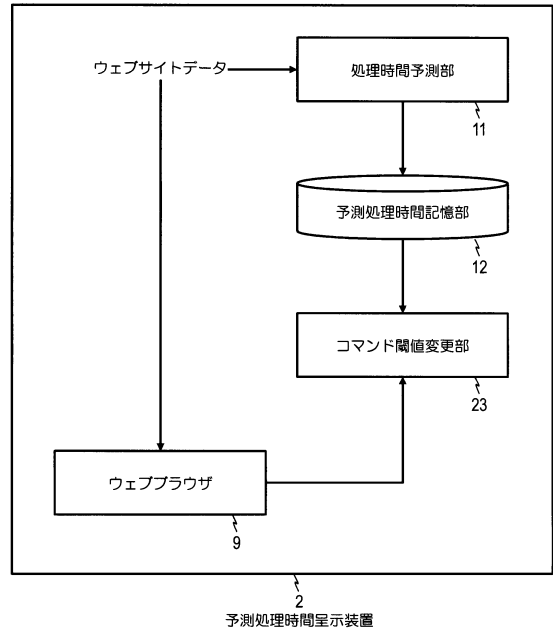 ウェブサイトデータ
処理時間予測部
11
予測処理時間記憶部
12
コマンド閾値変更部
23
ウェブブラウザ
9
2
予測処理時間呈示装置